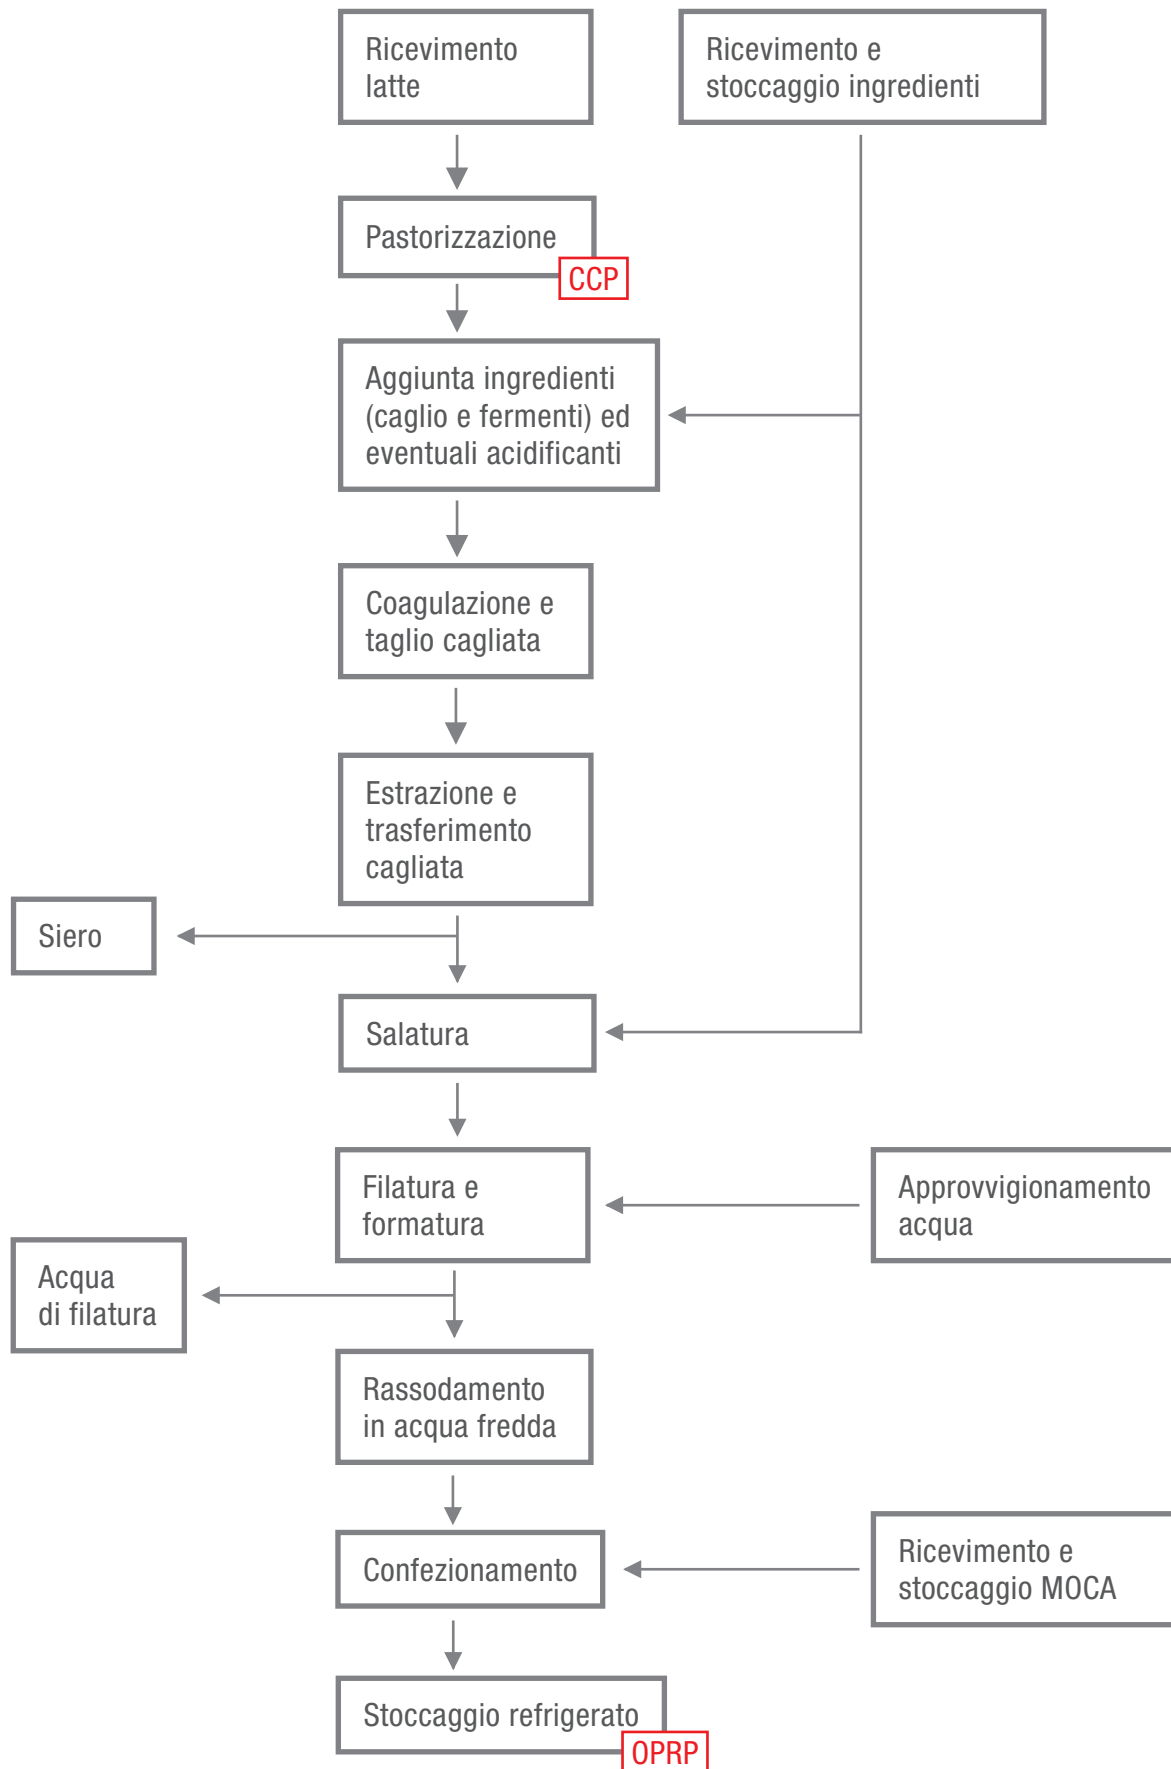 Ricevimento
latte
Ricevimento e
stoccaggio ingredienti
Pastorizzazione
CCP
Aggiunta ingredienti
(caglio e fermenti) ed
eventuali acidificanti
Coagulazione e
taglio cagliata
Estrazione e
trasferimento
cagliata
Siero
Salatura
Filatura e
formatura
Approvvigionamento
acqua
Acqua
di filatura
Rassodamento
in acqua fredda
Confezionamento
Ricevimento e
stoccaggio MOCA
Stoccaggio refrigerato
OPRP